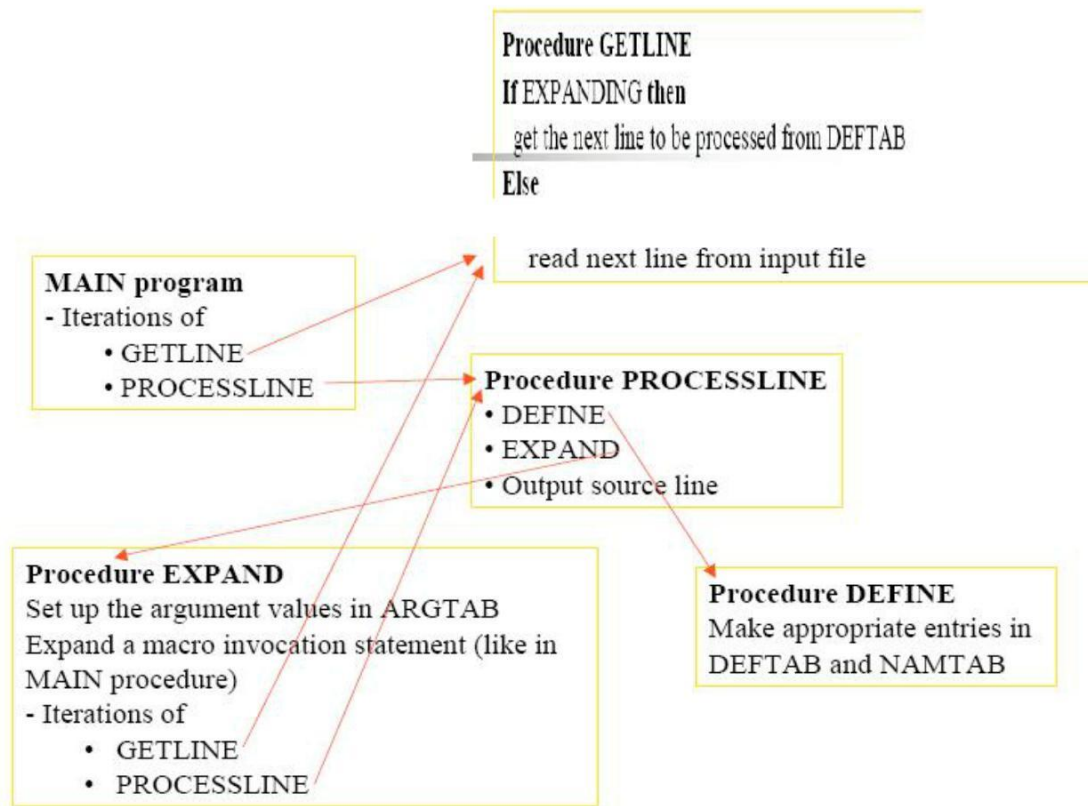 Procedure GETLINE
If EXPANDING then
get the next line to be processed from DEFTAB
Else
read next line from input file
MAIN program
- Iterations of
• GETLINE
• PROCESSLINE
Procedure PROCESSLINE
• DEFINE
• EXPAND
• Output source line
Procedure EXPAND
Set up the argument values in ARGTAB
Expand a macro invocation statement (like in
MAIN procedure)
- Iterations of
• GETLINE
• PROCESSLINE
Procedure DEFINE
Make appropriate entries in
DEFTAB and NAMTAB